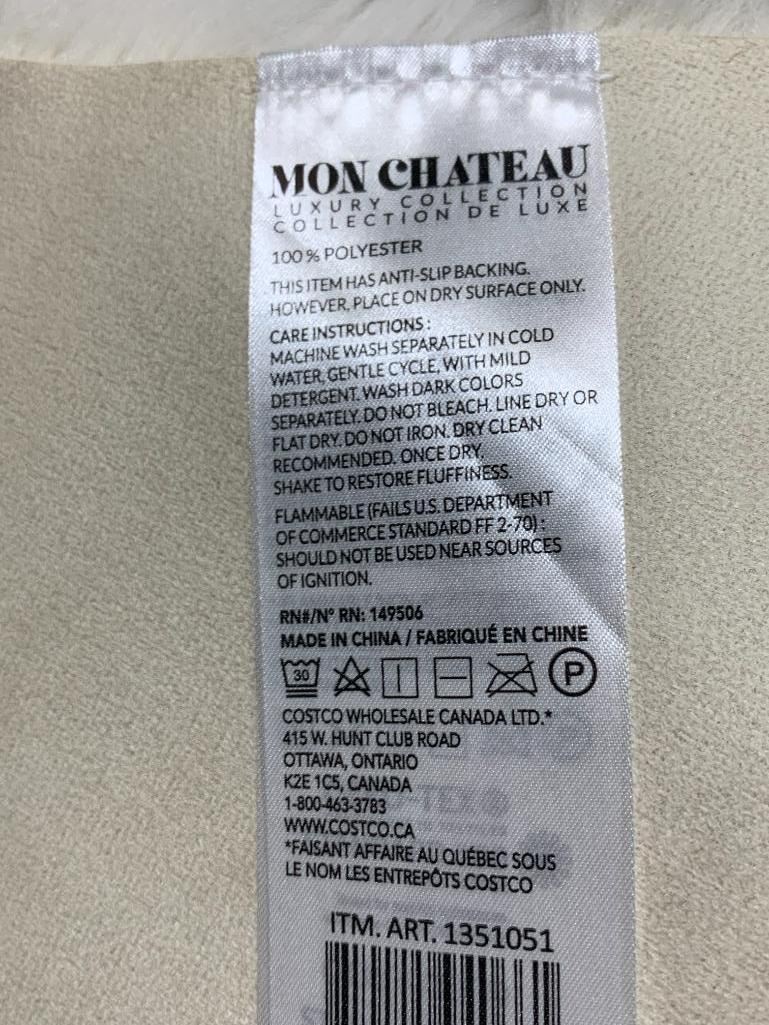 MON CHATEAU
LUXURY COLLECTION
COLLECTION DE LUXE
100% POLYESTER
THIS ITEM HAS ANTI-SLIP BACKING.
HOWEVER, PLACE ON DRY SURFACE ONLY.
CARE INSTRUCTIONS :
MACHINE WASH SEPARATELY IN COLD
WATER, GENTLE CYCLE, WITH MILD
DETERGENT. WASH DARK COLORS
SEPARATELY. DO NOT BLEACH. LINE DRY OR
FLAT DRY. DO NOT IRON. DRY CLEAN
RECOMMENDED. ONCE DRY,
SHAKE TO RESTORE FLUFFINESS.
FLAMMABLE (FAILS U.S. DEPARTMENT
OF COMMERCE STANDARD FF 2-70) :
SHOULD NOT BE USED NEAR SOURCES
OF IGNITION.
RN#/N° RN: 149506
MADE IN CHINA / FABRIQUÉ EN CHINE
30 P
COSTCO WHOLESALE CANADA LTD.*
415 W. HUNT CLUB ROAD
OTTAWA, ONTARIO
K2E 1C5, CANADA
1-800-463-3783
WWW.COSTCO.CA
*FAISANT AFFAIRE AU QUÉBEC SOUS
LE NOM LES ENTREPÔTS COSTCO
ITM. ART. 1351051